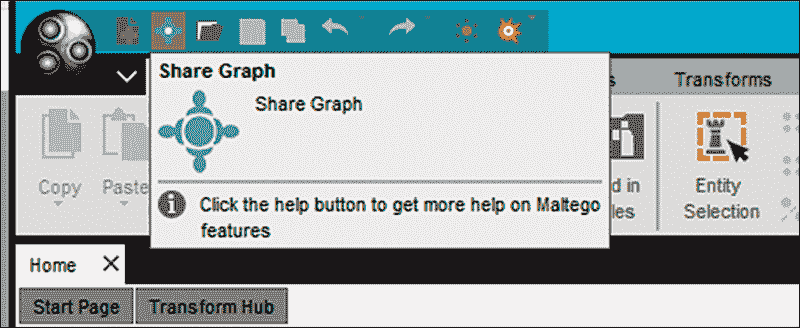 Share Graph
Share Graph
s
Transforms
Copy
Paste
d in
les
Entity
Selection
Click the help button to get more help on Maltego
features
Home
Start Page
Transform Hub